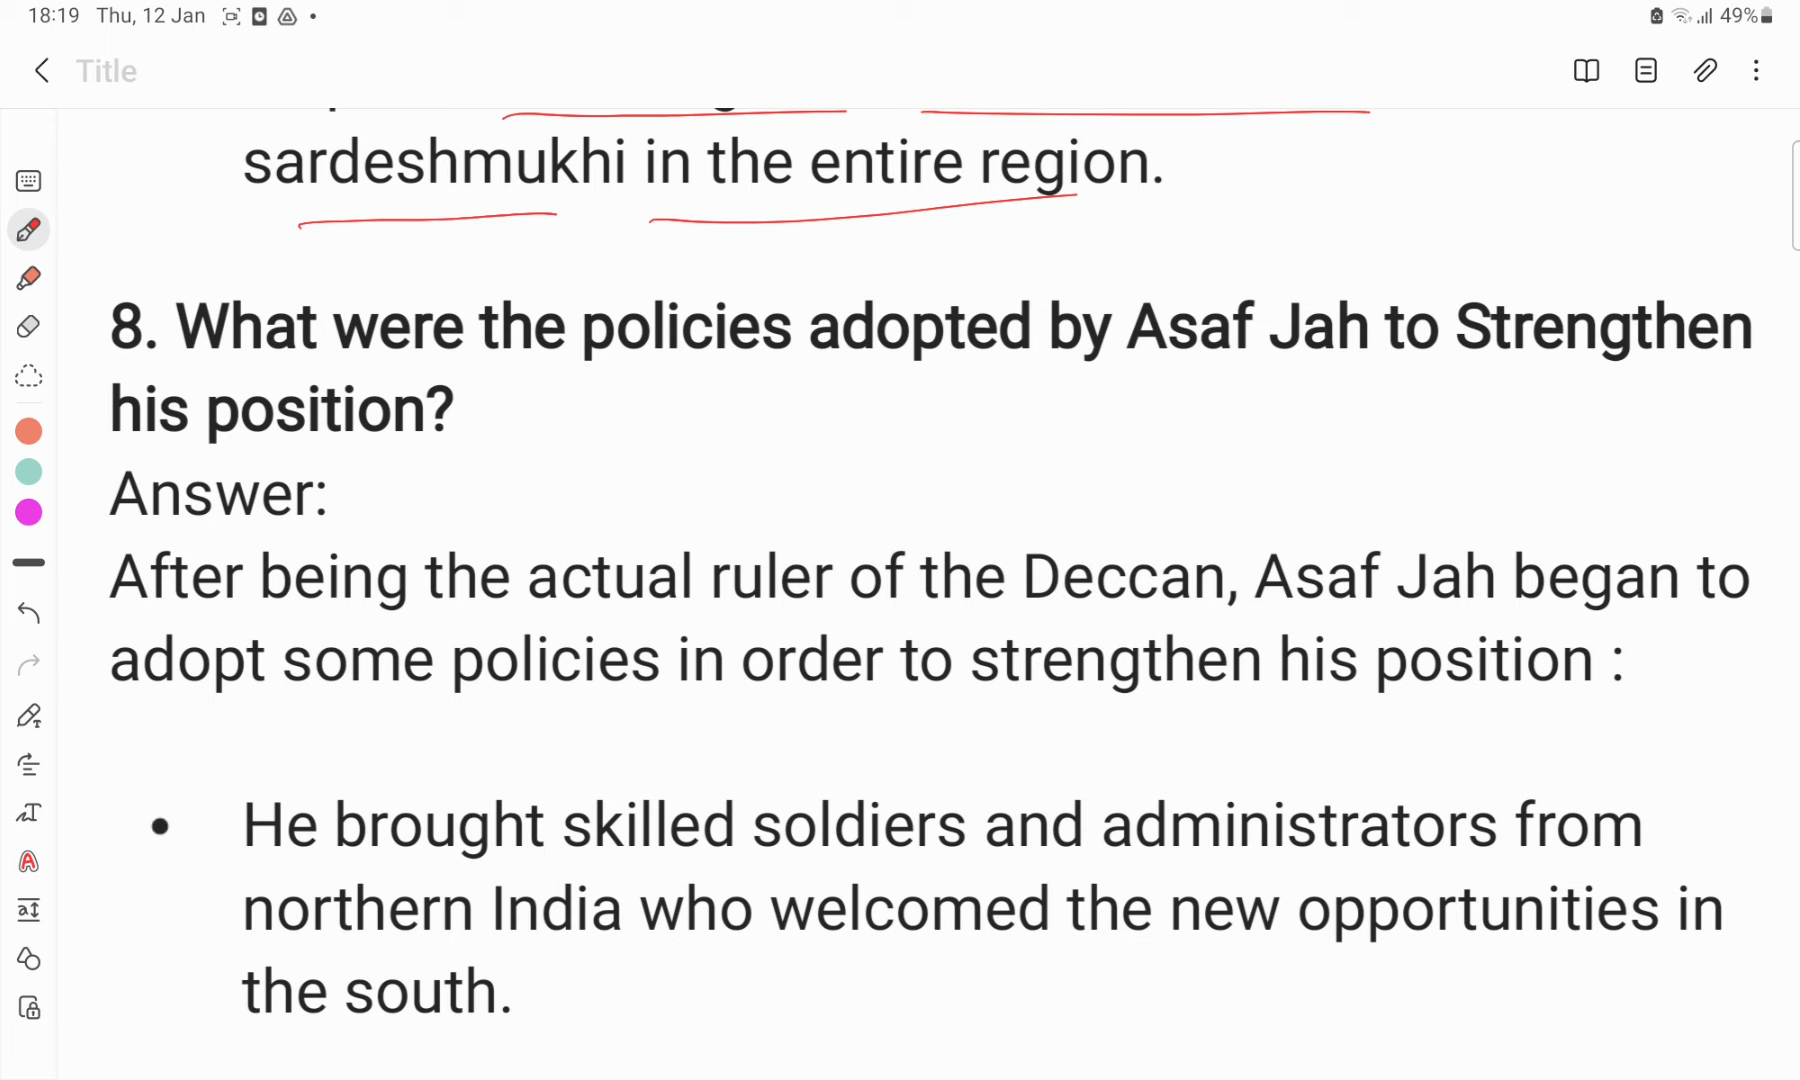 18:19 Thu, 12 Jan 49%
Title
sardeshmukhi in the entire region.
8. What were the policies adopted by Asaf Jah to Strengthen
his position?
Answer:
After being the actual ruler of the Deccan, Asaf Jah began to
adopt some policies in order to strengthen his position :
• He brought skilled soldiers and administrators from
northern India who welcomed the new opportunities in
the south.